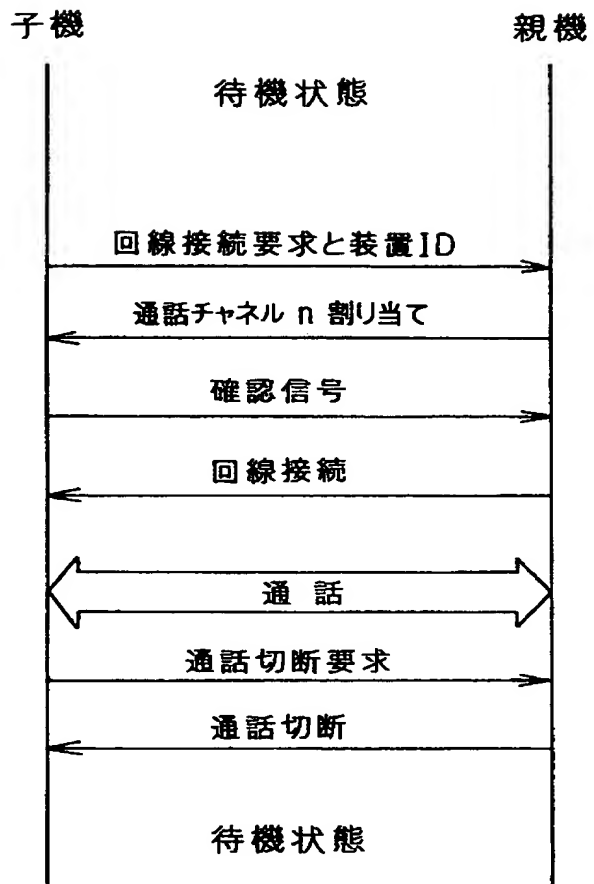 子機
親機
待機状態
回線接続要求と装置ID
通話チャネル n 割り当て
確認信号
回線接続
通話
通話切断要求
通話切断
待機状態